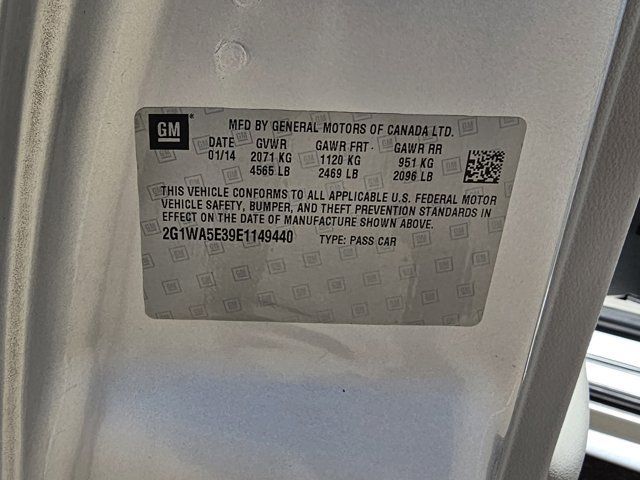 GM
MFD BY GENERAL MOTORS OF CANADA LTD.
DATE GVWR GAWR FRT GAWR RR
01/14 2071 KG 1120 KG 951 KG
4565 LB 2469 LB 2096 LB
THIS VEHICLE CONFORMS TO ALL APPLICABLE U.S. FEDERAL MOTOR
VEHICLE SAFETY, BUMPER, AND THEFT PREVENTION STANDARDS IN
EFFECT ON THE DATE OF MANUFACTURE SHOWN ABOVE.
2G1WA5E39E1149440 TYPE: PASS CAR